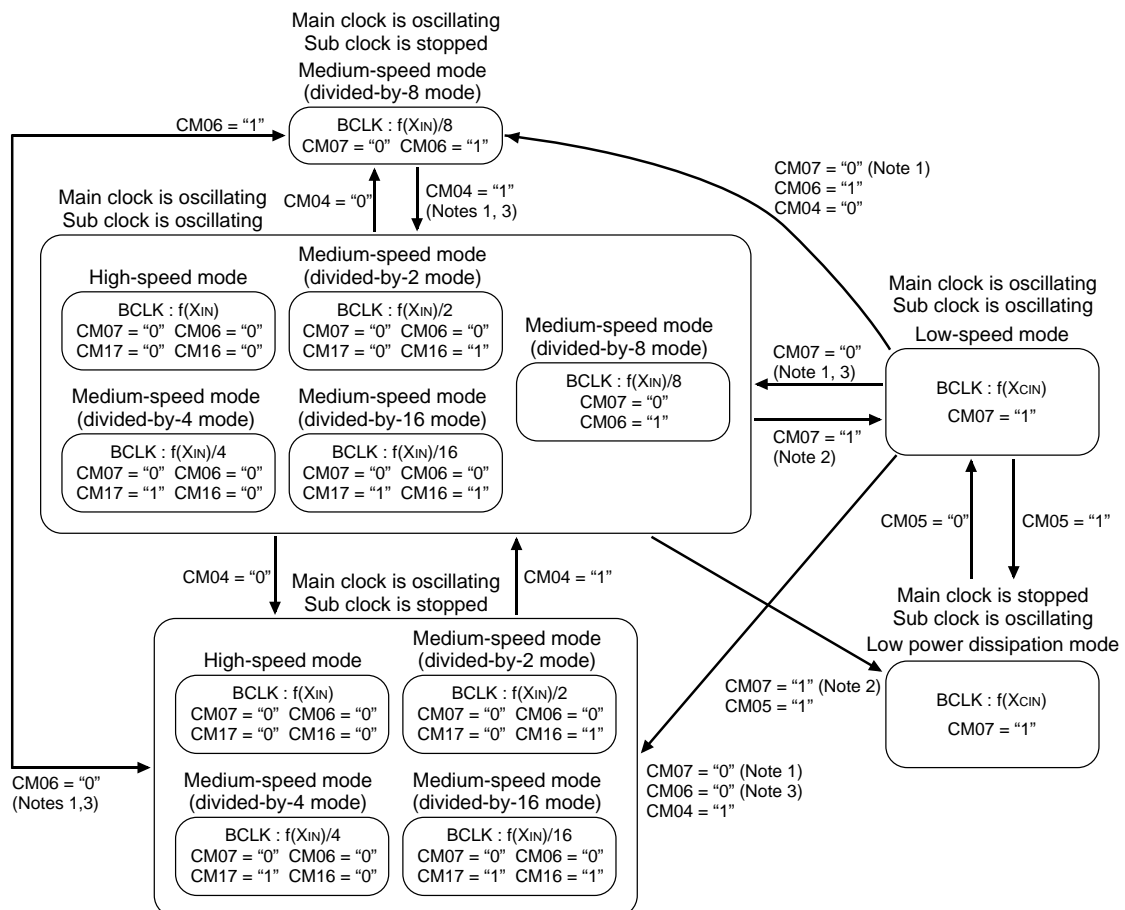 Main clock is oscillating
Sub clock is stopped
Medium-speed mode
(divided-by-8 mode)
BCLK : f(XIN)/8
CM07 = “0” CM06 = “1”
CM06 = “1”
CM04 = “0”
CM04 = “1”
(Notes 1, 3)
CM07 = “0” (Note 1)
CM06 = “1”
CM04 = “0”
Main clock is oscillating
Sub clock is oscillating
High-speed mode
BCLK : f(XIN)
CM07 = “0” CM06 = “0”
CM17 = “0” CM16 = “0”
Medium-speed mode
(divided-by-2 mode)
BCLK : f(XIN)/2
CM07 = “0” CM06 = “0”
CM17 = “0” CM16 = “1”
Medium-speed mode
(divided-by-8 mode)
BCLK : f(XIN)/8
CM07 = “0”
CM06 = “1”
Medium-speed mode
(divided-by-4 mode)
BCLK : f(XIN)/4
CM07 = “0” CM06 = “0”
CM17 = “1” CM16 = “0”
Medium-speed mode
(divided-by-16 mode)
BCLK : f(XIN)/16
CM07 = “0” CM06 = “0”
CM17 = “1” CM16 = “1”
CM07 = “0”
(Note 1, 3)
CM07 = “1”
(Note 2)
Main clock is oscillating
Sub clock is oscillating
Low-speed mode
BCLK : f(XCIN)
CM07 = “1”
CM05 = “0”
CM05 = “1”
Main clock is stopped
Sub clock is oscillating
Low power dissipation mode
BCLK : f(XCIN)
CM07 = “1”
CM04 = “0”
CM04 = “1”
Main clock is oscillating
Sub clock is stopped
High-speed mode
BCLK : f(XIN)
CM07 = “0” CM06 = “0”
CM17 = “0” CM16 = “0”
Medium-speed mode
(divided-by-2 mode)
BCLK : f(XIN)/2
CM07 = “0” CM06 = “0”
CM17 = “0” CM16 = “1”
Medium-speed mode
(divided-by-4 mode)
BCLK : f(XIN)/4
CM07 = “0” CM06 = “0”
CM17 = “1” CM16 = “0”
Medium-speed mode
(divided-by-16 mode)
BCLK : f(XIN)/16
CM07 = “0” CM06 = “0”
CM17 = “1” CM16 = “1”
CM07 = “1” (Note 2)
CM05 = “1”
CM07 = “0” (Note 1)
CM06 = “0” (Note 3)
CM04 = “1”
CM06 = “0”
(Notes 1,3)